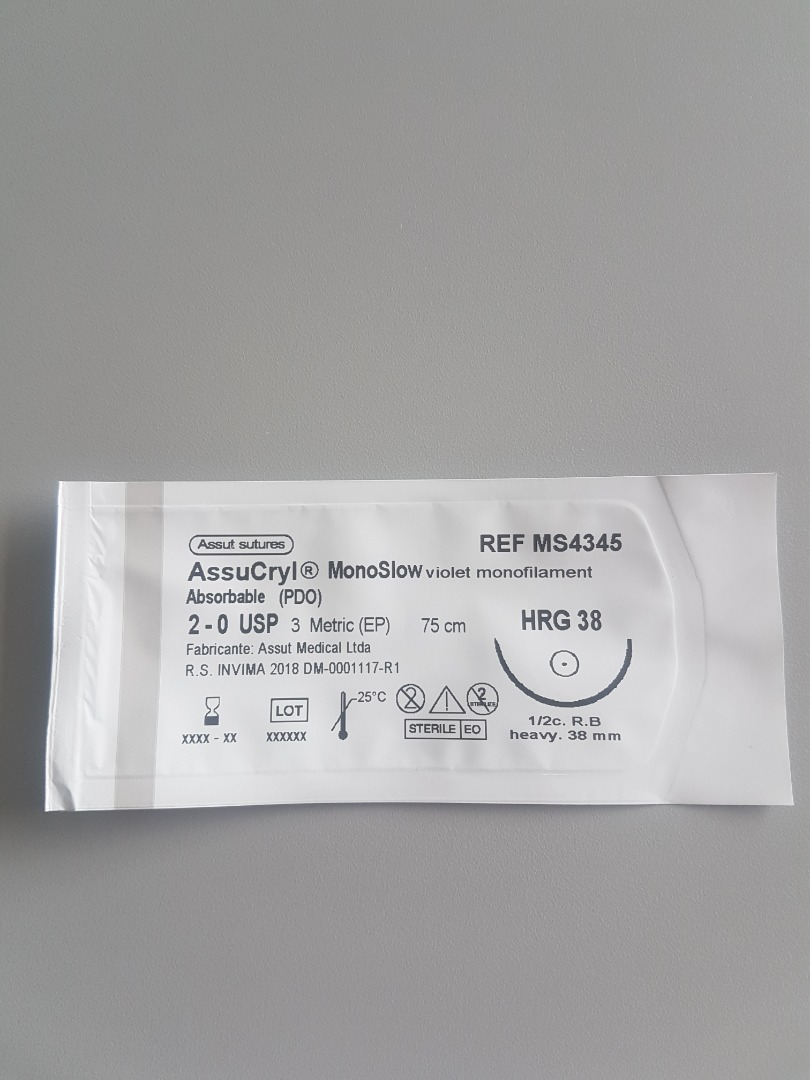 Assut sutures
REF MS4345
AssuCryl® MonoSlow violet monofilament
Absorbable (PDO)
2-0 USP 3 Metric (EP) 75 cm
HRG 38
Fabricante: Assut Medical Ltda
R.S. INVIMA 2018 DM-0001117-R1
25°C
2
2
STERILIZE
LOT
STERILE EO
XXXX - XX
XXXXXX
1/2c. R.B
heavy. 38 mm